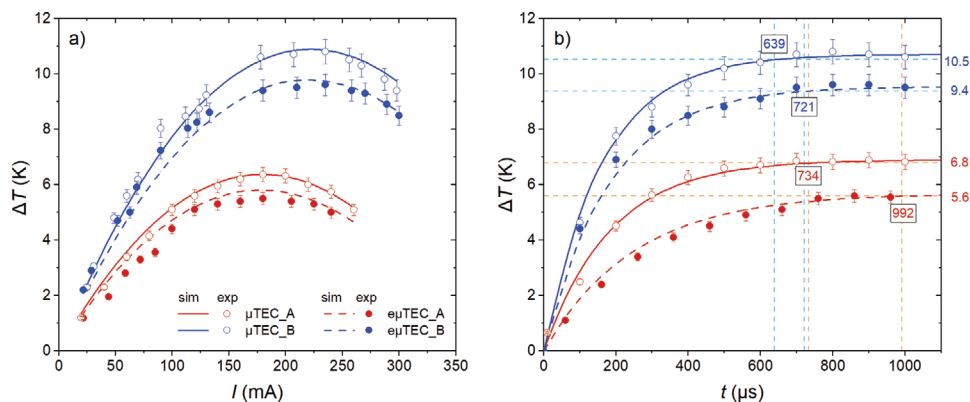 a)
12
10
8
6
4
2
0
ΔT (K)
sim exp sim exp
μTEC_A eμTEC_A
μTEC_B eμTEC_B
0 50 100 150 200 250 300 350
I (mA)
b)
12
10
8
6
4
2
0
ΔT (K)
639
721
734
992
10.5
9.4
6.8
5.6
0 200 400 600 800 1000
t (μs)